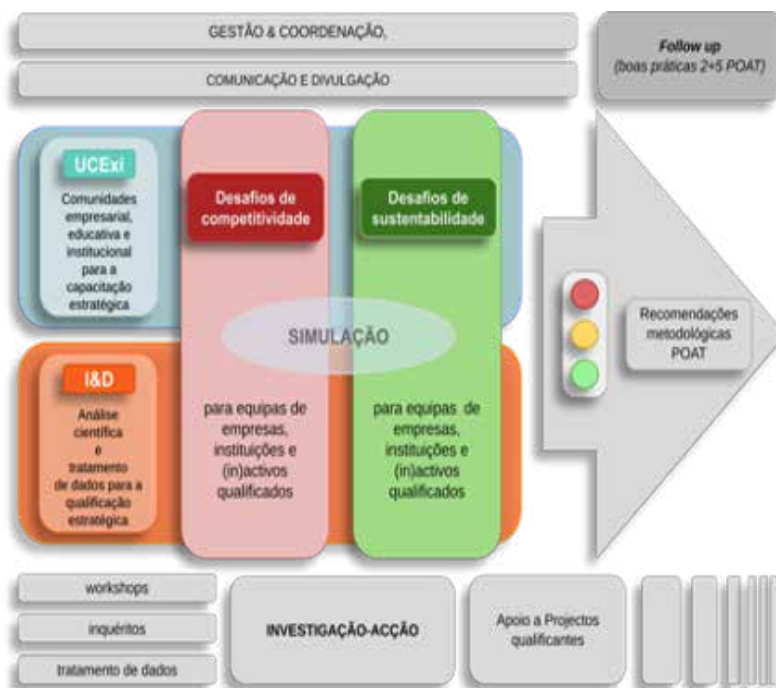 GESTÃO & COORDENAÇÃO,
COMUNICAÇÃO E DIVULGAÇÃO
Follow up
(boas práticas 2+5 POAT)
UCExi
Comunidades
empresarial,
educativa e
institucional
para a
capacitação
estratégica
Desafios de
competitividade
Desafios de
sustentabilidade
SIMULAÇÃO
I&D
Análise
científica
e
tratamento
de dados para a
qualificação
estratégica
para equipas de
empresas,
instituições e
(in)activos
qualificados
para equipas de
empresas,
instituições e
(in)activos
qualificados
Recomendações
metodológicas
POAT
workshops
inquéritos
tratamento de dados
INVESTIGAÇÃO-ACÇÃO
Apoio a Projectos
qualificantes